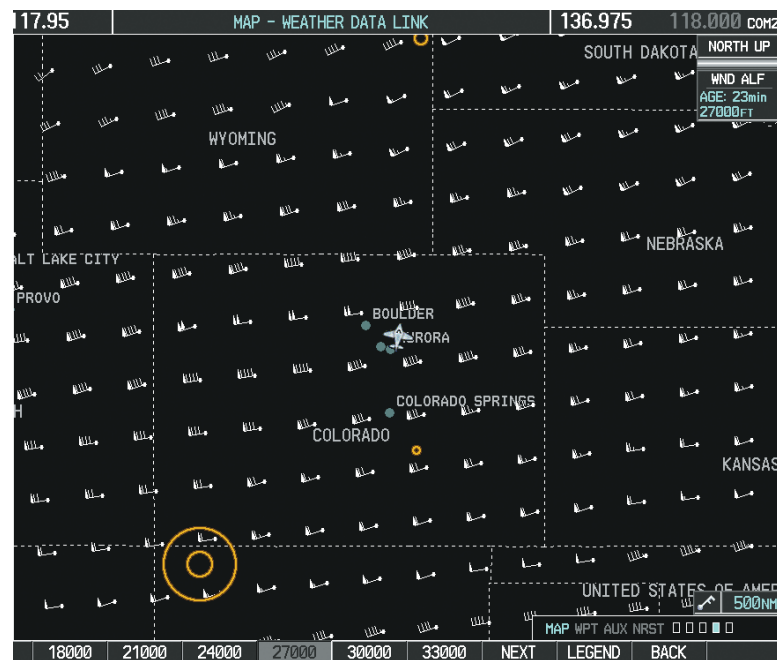 117.95 MAP - WEATHER DATA LINK 136.975 118.000 COM2
SOUTH DAKOTA
NORTH UP
WND ALF
AGE: 23min
27000FT
WYOMING
NEBRASKA
ALT LAKE CITY
PROVO
BOULDER
URORA
COLORADO SPRINGS
H
COLORADO
KANSAS
UNITED STATES OF AMER
500NM
MAP WPT AUX NRST
18000 21000 24000 27000 30000 33000 NEXT LEGEND BACK